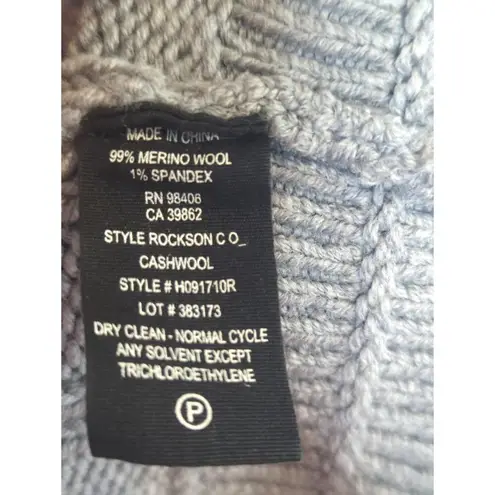 MADE IN CHINA
99% MERINO WOOL
1% SPANDEX
RN 98406
CA 39862
STYLE ROCKSON C O_
CASHWOOL
STYLE # H091710R
LOT # 383173
DRY CLEAN - NORMAL CYCLE
ANY SOLVENT EXCEPT
TRICHLOROETHYLENE
P